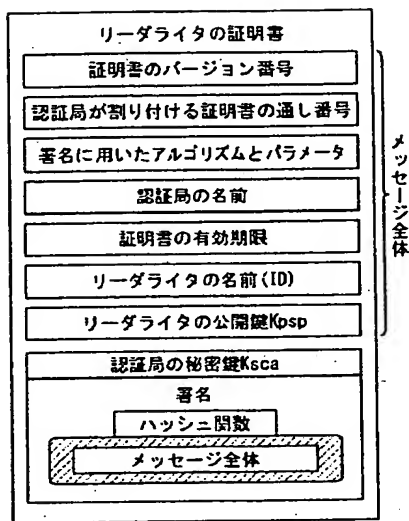 リーダライタの証明書
証明書のバージョン番号
認証局が割り付ける証明書の通し番号
署名に用いたアルゴリズムとパラメータ
認証局の名前
証明書の有効期限
リーダライタの名前(ID)
リーダライタの公開鍵Kpsp
メッセージ全体
認証局の秘密鍵Ksca
署名
ハッシュ関数
メッセージ全体